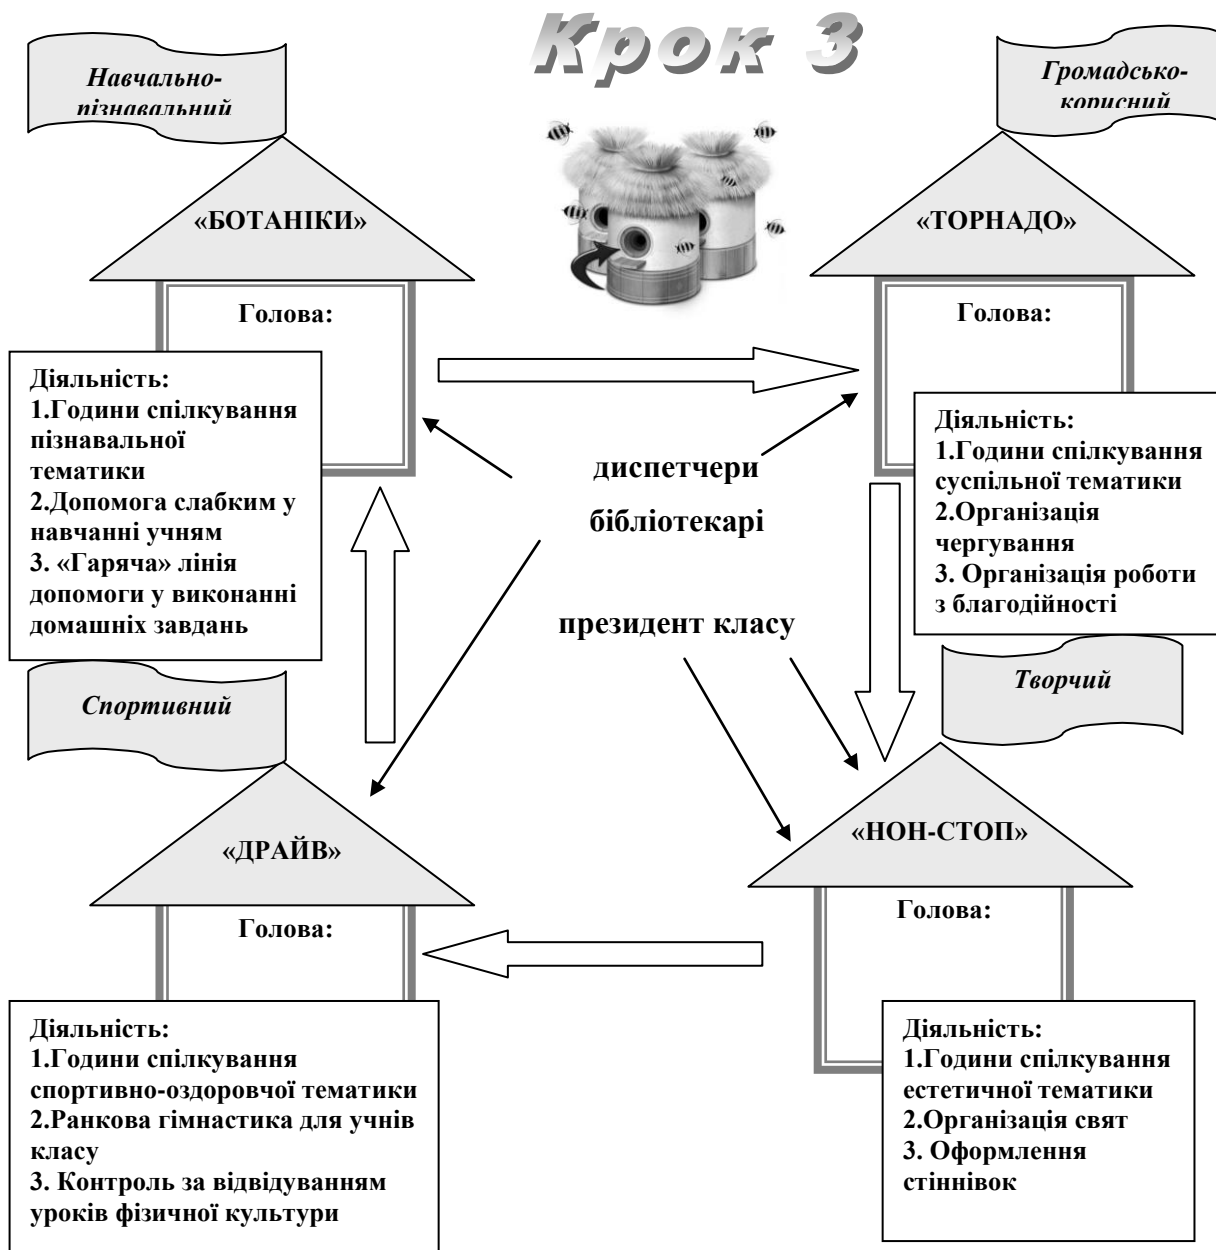 Крок 3
Навчально-
пізнавальний
«БОТАНІКИ»
Голова:
Діяльність:
1.Години спілкування
пізнавальної
тематики
2.Допомога слабким у
навчанні учням
3. «Гаряча» лінія
допомоги у виконанні
домашніх завдань
Громадсько-
корисний
«ТОРНАДО»
Голова:
Діяльність:
1.Години спілкування
суспільної тематики
2.Організація
чергування
3. Організація роботи
з благодійності
диспетчери
бібліотекарі
президент класу
Спортивний
«ДРАЙВ»
Голова:
Діяльність:
1.Години спілкування
спортивно-оздоровчої тематики
2.Ранкова гімнастика для учнів
класу
3. Контроль за відвідуванням
уроків фізичної культури
Творчий
«НОН-СТОП»
Голова:
Діяльність:
1.Години спілкування
естетичної тематики
2.Організація свят
3. Оформлення
стіннівок